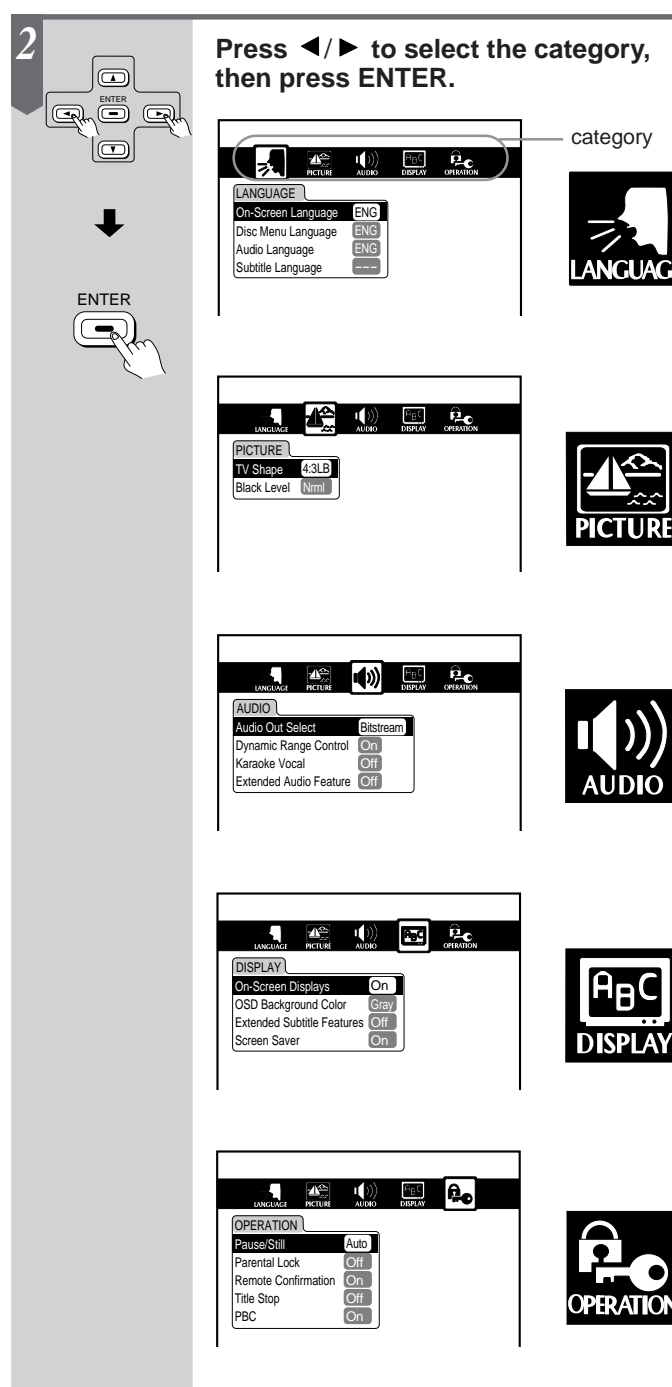 2
Press ◄/► to select the category,
then press ENTER.
ENTER
ENTER
category
PICTURE AUDIO DISPLAY OPERATION
LANGUAGE
On-Screen Language ENG
Disc Menu Language ENG
Audio Language ENG
Subtitle Language ---
LANGUAG
LANGUAGE AUDIO DISPLAY OPERATION
PICTURE
TV Shape 4:3LB
Black Level Nrml
PICTURE
LANGUAGE PICTURE DISPLAY OPERATION
AUDIO
Audio Out Select Bitstream
Dynamic Range Control On
Karaoke Vocal Off
Extended Audio Feature Off
AUDIO
LANGUAGE PICTURE AUDIO OPERATION
DISPLAY
On-Screen Displays On
OSD Background Color Gray
Extended Subtitle Features Off
Screen Saver On
ABC
DISPLAY
LANGUAGE PICTURE AUDIO DISPLAY
OPERATION
Pause/Still Auto
Parental Lock Off
Remote Confirmation On
Title Stop Off
PBC On
OPERATION